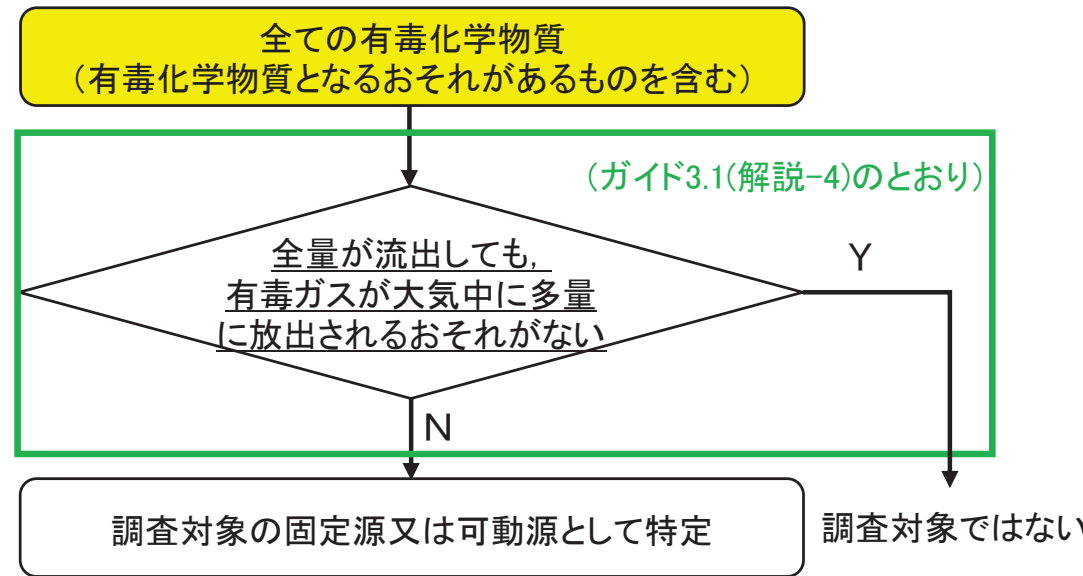 全ての有毒化学物質
（有毒化学物質となるおそれがあるものを含む）
（ガイド3.1(解説-4)のとおり）
全量が流出しても,
有毒ガスが大気中に多量
に放出されるおそれがない
Ｙ
Ｎ
調査対象の固定源又は可動源として特定
調査対象ではない